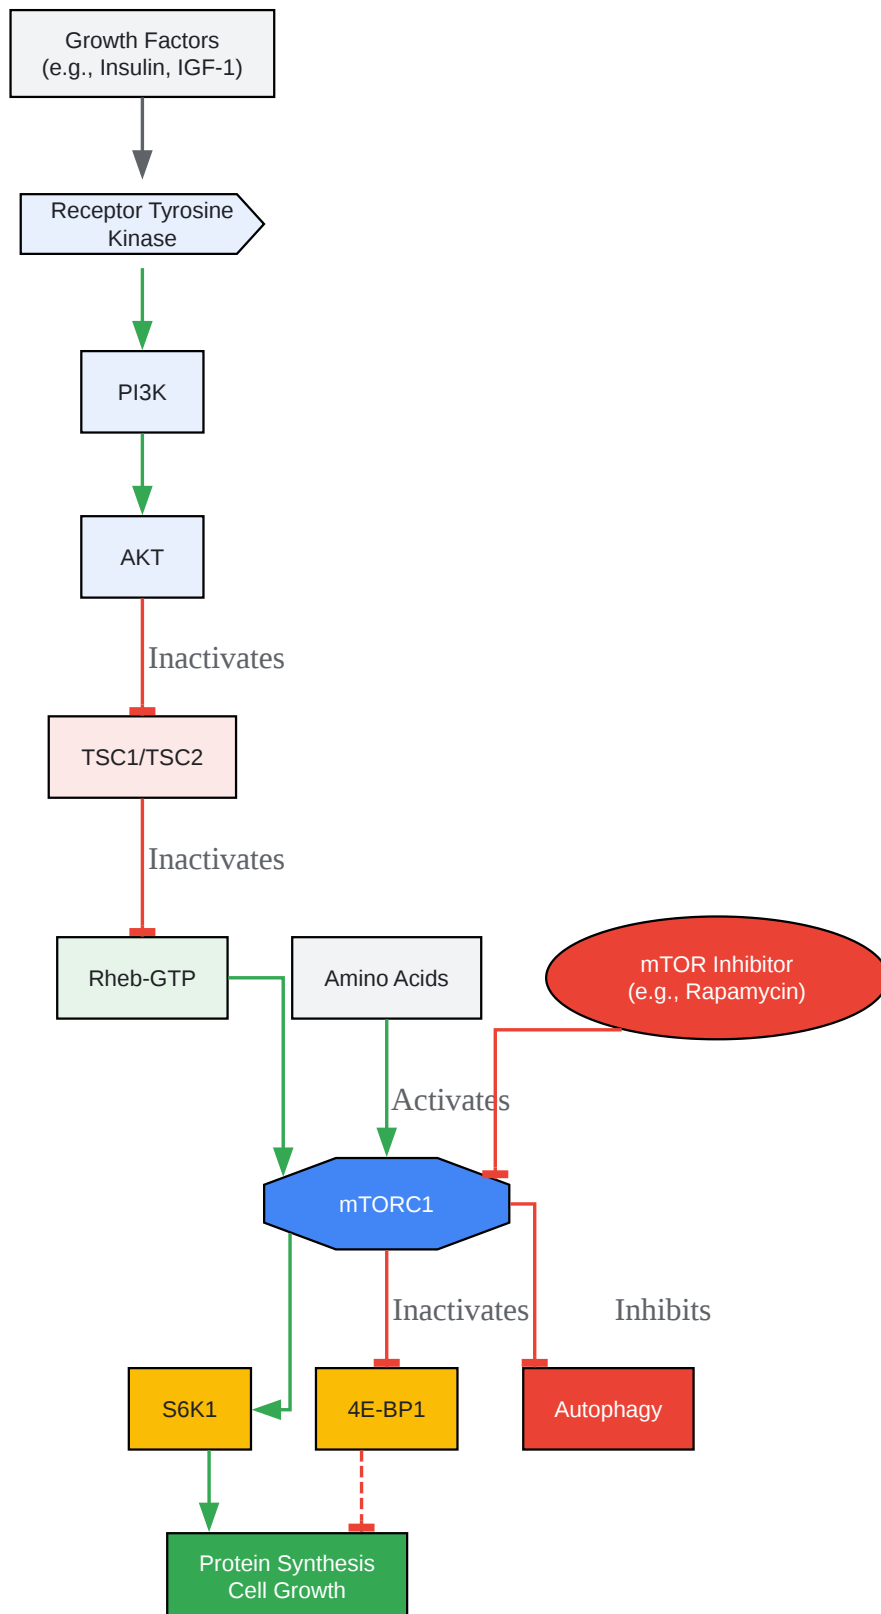 Growth Factors
(e.g., Insulin, IGF-1)
Receptor Tyrosine
Kinase
PI3K
AKT
Inactivates
TSC1/TSC2
Inactivates
Rheb-GTP
Amino Acids
mTOR Inhibitor
(e.g., Rapamycin)
Activates
mTORC1
Inactivates
Inhibits
S6K1
4E-BP1
Autophagy
Protein Synthesis
Cell Growth